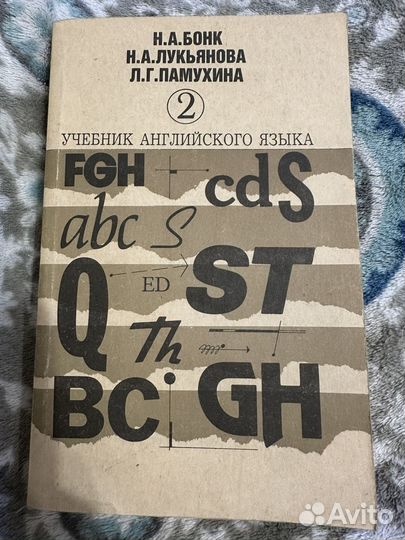 Н.А.БОНК
Н.А.ЛУКЬЯНОВА
Л.Г.ПАМУХИНА
2
УЧЕБНИК АНГЛИЙСКОГО ЯЗЫКА
FGH cdS
abc S
Q ED ST
Th
BC GH
Avito